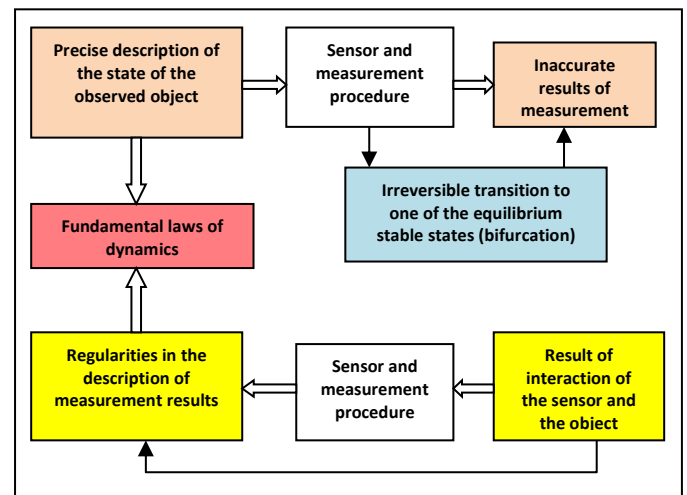 Precise description of
the state of the
observed object
Sensor and
measurement
procedure
Inaccurate
results of
measurement
Irreversible transition to
one of the equilibrium
stable states (bifurcation)
Fundamental laws of
dynamics
Regularities in the
description of
measurement results
Sensor and
measurement
procedure
Result of
interaction of
the sensor and
the object